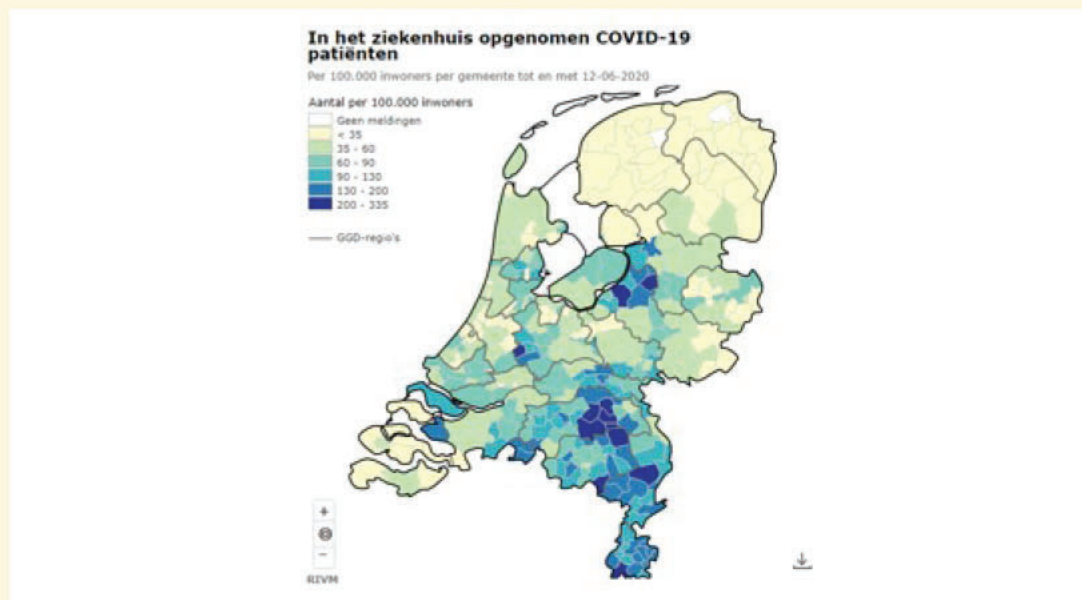 In het ziekenhuis opgenomen COVID-19
patiënten
Per 100.000 inwoners per gemeente tot en met 12-06-2020
Aantal per 100.000 inwoners
Geen meldingen
< 35
35 - 60
60 - 90
90 - 130
130 - 200
200 - 335
GGD-regio's
+
−
RIVM